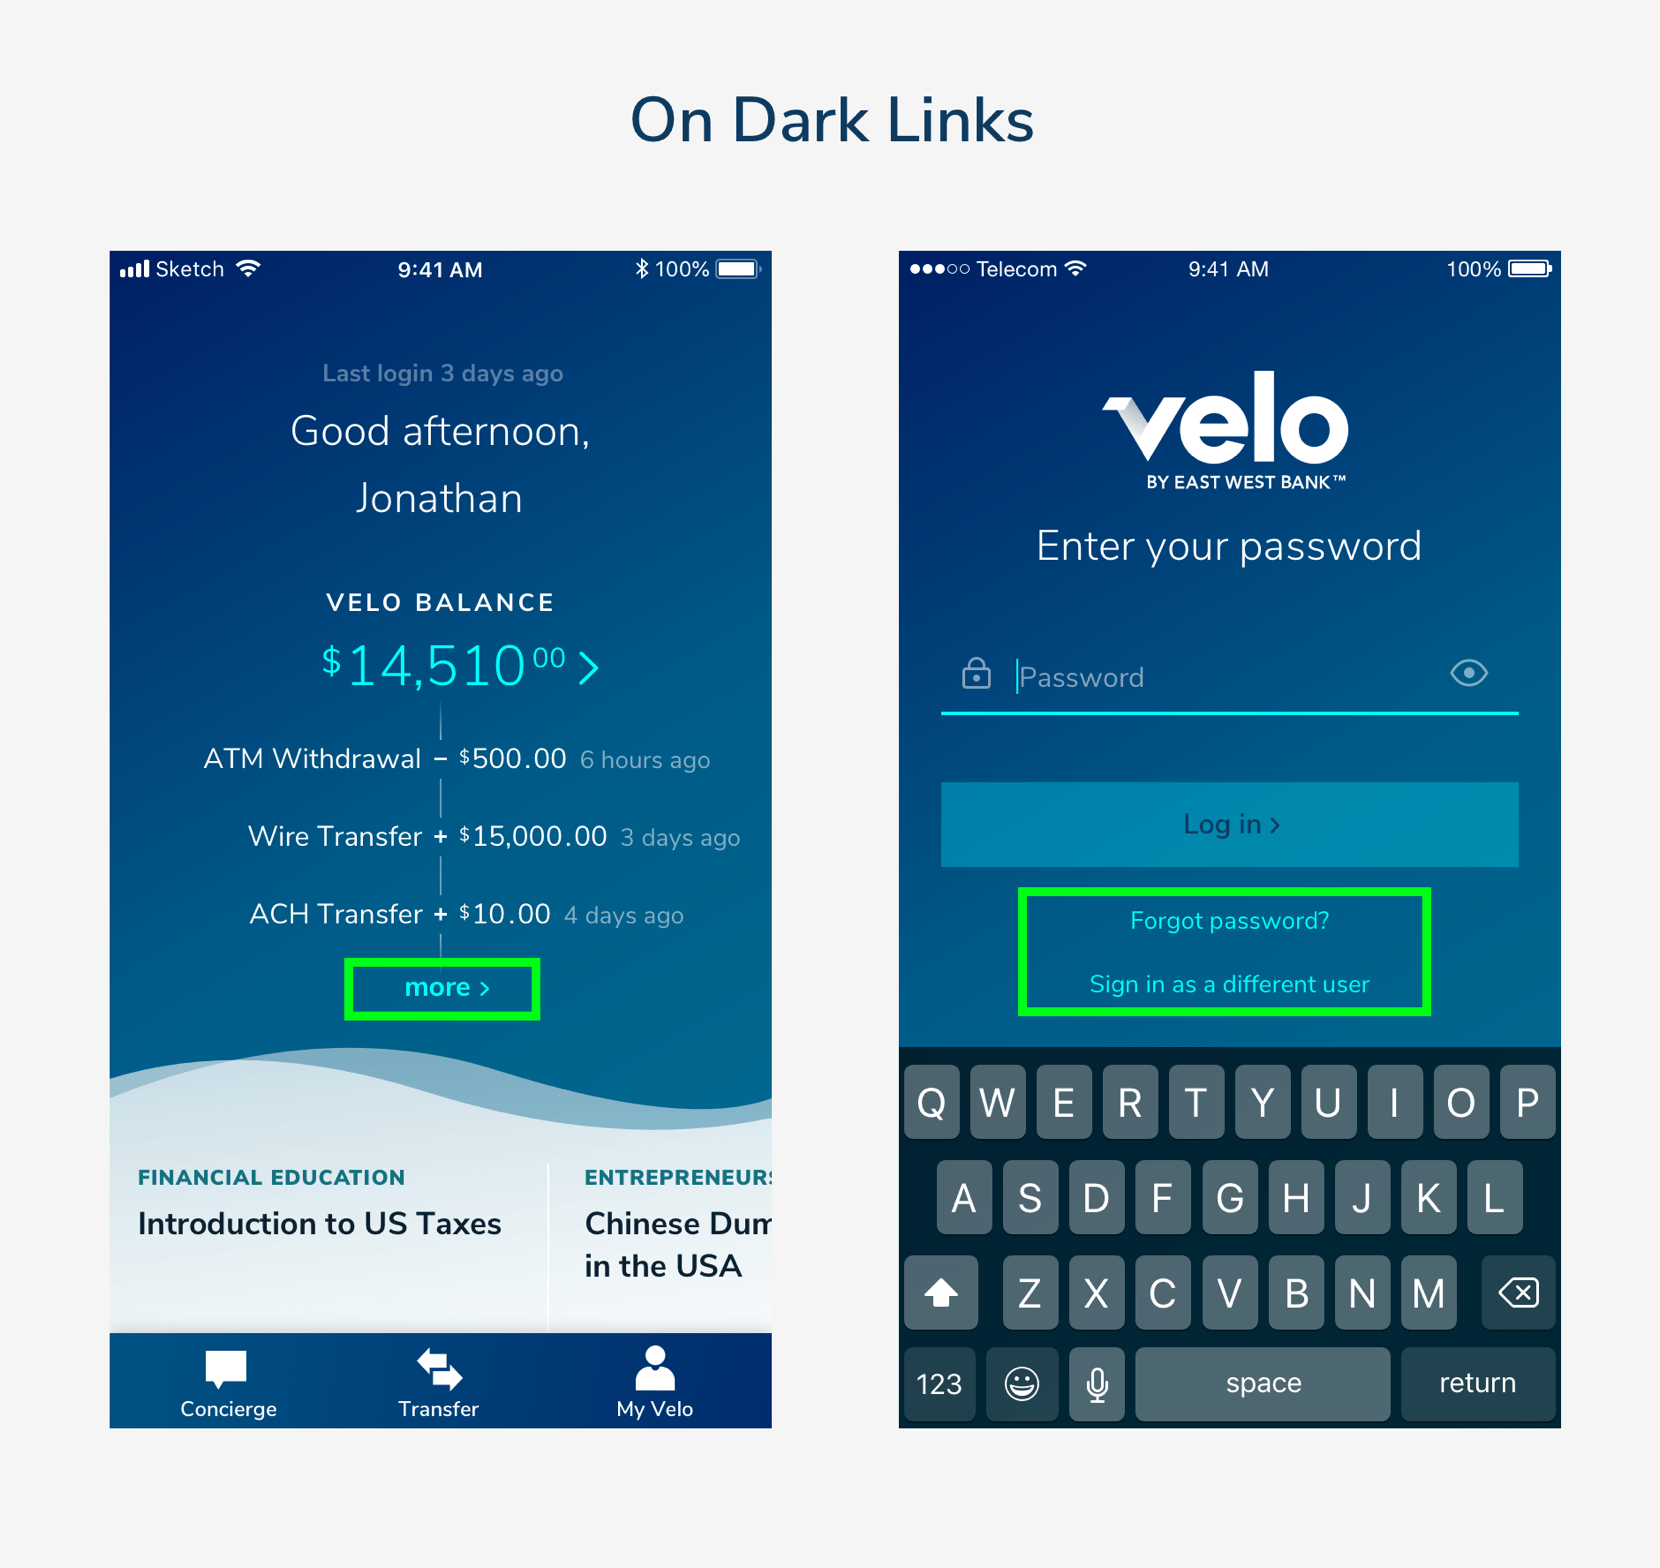 On Dark Links
Sketch 9:41 AM 100%
Last login 3 days ago
Good afternoon,
Jonathan
VELO BALANCE
$14,510 00
ATM Withdrawal – $500.00 6 hours ago
Wire Transfer + $15,000.00 3 days ago
ACH Transfer + $10.00 4 days ago
more >
FINANCIAL EDUCATION
Introduction to US Taxes
ENTREPRENEURS
Chinese Dum
in the USA
Concierge Transfer My Velo
Telecom 9:41 AM 100%
velo
BY EAST WEST BANK™
Enter your password
Password
Log in >
Forgot password?
Sign in as a different user
Q W E R T Y U I O P
A S D F G H J K L
Z X C V B N M
123 space return